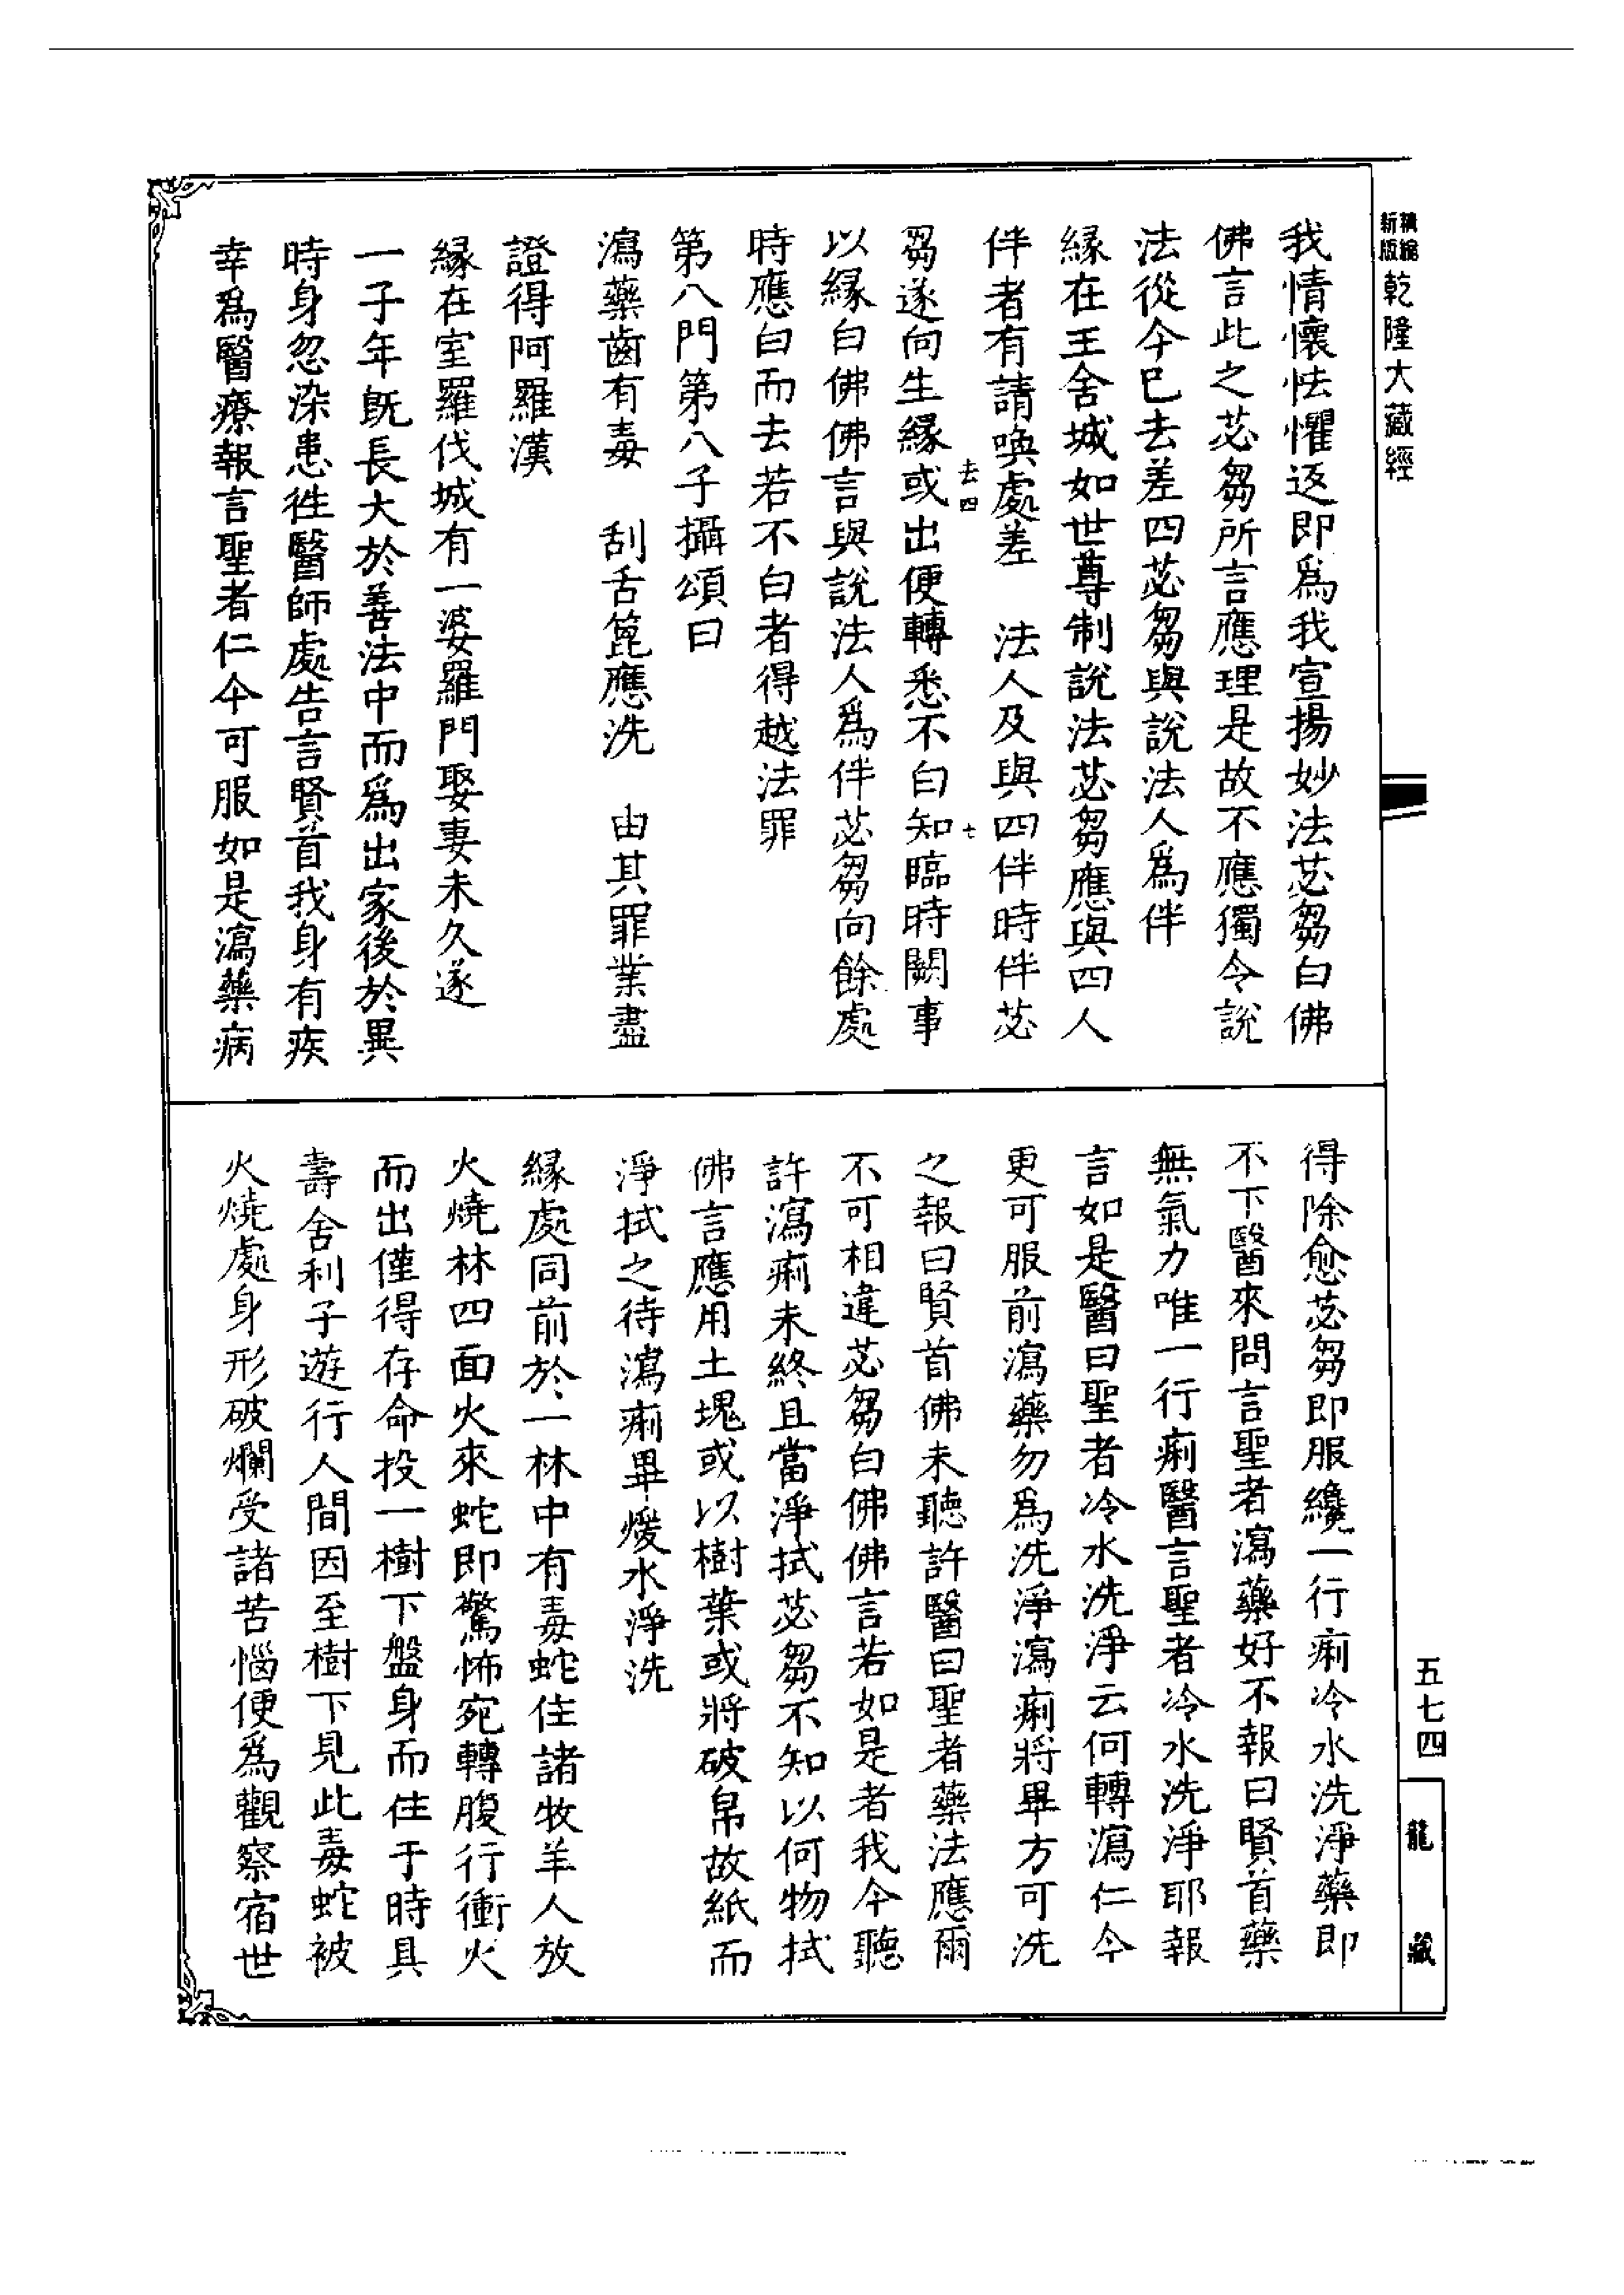 新編
縮版
乾隆大藏經
我情懷怯懼返即爲我宣揚妙法苾芻白佛
佛言此之苾芻所言應理是故不應獨令說
法從今已去差四苾芻與說法人爲伴
緣在王舍城如世尊制說法苾芻應與四人
伴者有請喚處差　法人及與四伴時伴苾
去四
七
芻遂向生緣或出便轉悉不白知臨時闕事
以緣白佛佛言與說法人爲伴苾芻向餘處
時應白而去若不白者得越法罪
第八門第八子攝頌曰
瀉藥齒有毒　刮舌篦應洗　由其罪業盡
證得阿羅漢
緣在室羅伐城有一婆羅門娶妻未久遂
一子年旣長大於善法中而爲出家後於異
時身忽染患徃醫師處告言賢首我身有疾
幸爲醫療報言聖者仁今可服如是瀉藥病
得除愈苾芻即服纔一行痢冷水洗淨藥即
不下醫來問言聖者瀉藥好不報曰賢首藥
無氣力唯一行痢醫言聖者冷水洗淨耶報
言如是醫曰聖者冷水洗淨云何轉瀉仁今
更可服前瀉藥勿爲洗淨瀉痢將畢方可洗
之報曰賢首佛未聽許醫曰聖者藥法應爾
不可相違苾芻白佛佛言若如是者我今聽
許瀉痢未終且當淨拭苾芻不知以何物拭
佛言應用土塊或以樹葉或將破帛故紙而
淨拭之待瀉痢畢煖水淨洗
緣處同前於一林中有毒蛇住諸牧羊人放
火燒林四面火來蛇即驚怖宛轉腹行衝火
而出僅得存命投一樹下盤身而住于時具
壽舍利子遊行人間因至樹下見此毒蛇被
火燒處身形破爛受諸苦惱便爲觀察宿世
五七四
龍藏